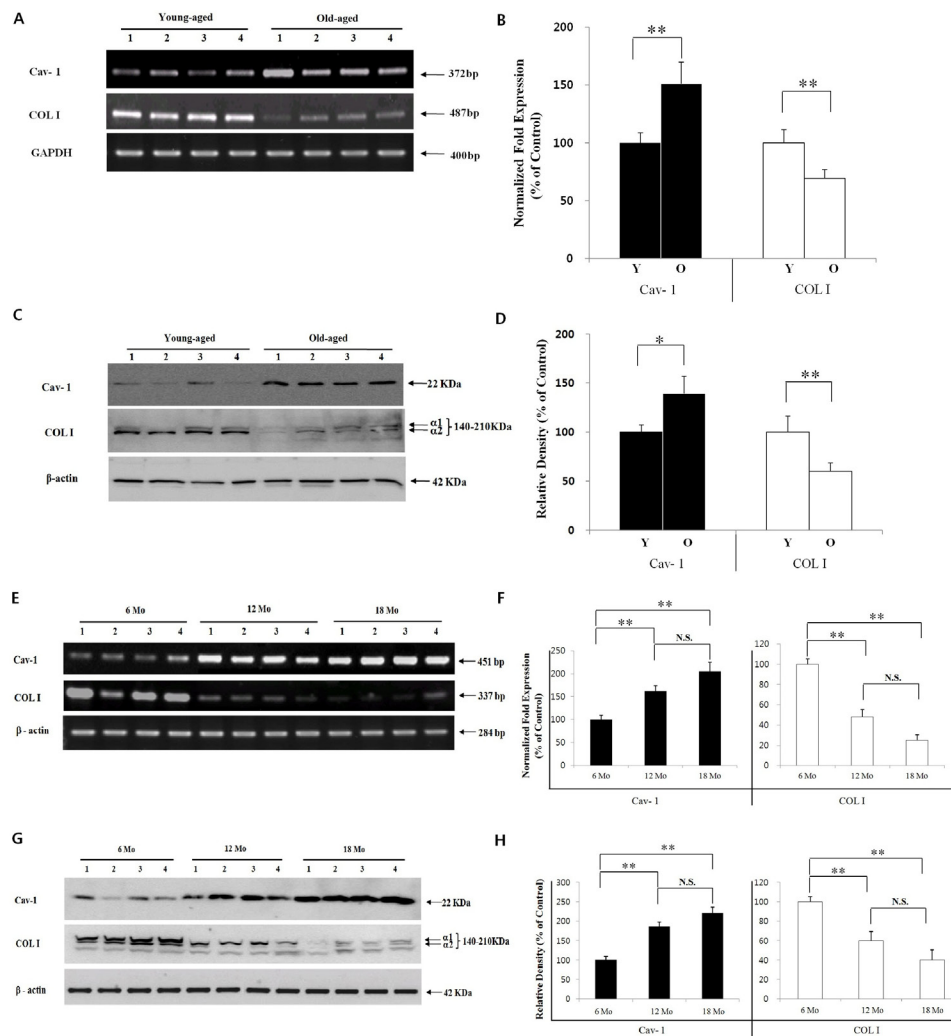 A
Young-aged Old-aged
1 2 3 4 1 2 3 4
Cav- 1
372bp
COL I
487bp
GAPDH
400bp
B
Normalized Fold Expression
(% of Control)
200
150
100
50
0
**
**
Y O Y O
Cav- 1 COL I
C
Young-aged Old-aged
1 2 3 4 1 2 3 4
Cav- 1
22 KDa
COL I
α1
α2
140-210KDa
β-actin
42 KDa
D
Relative Density (% of Control)
200
150
100
50
0
*
**
Y O Y O
Cav- 1 COL I
E
6 Mo 12 Mo 18 Mo
1 2 3 4 1 2 3 4 1 2 3 4
Cav-1
451bp
COL I
337bp
β - actin
284bp
F
Normalized Fold Expression
(% of Control)
250
200
150
100
50
0
**
**
N.S.
6 Mo 12 Mo 18 Mo
Cav- 1
120
100
80
60
40
20
0
**
**
N.S.
6 Mo 12 Mo 18 Mo
COL I
G
6 Mo 12 Mo 18 Mo
1 2 3 4 1 2 3 4 1 2 3 4
Cav-1
22 KDa
COL I
α1
α2
140-210KDa
β - actin
42 KDa
H
Relative Density (% of Control)
300
250
200
150
100
50
0
**
**
N.S.
6 Mo 12 Mo 18 Mo
Cav- 1
120
100
80
60
40
20
0
**
**
N.S.
6 Mo 12 Mo 18 Mo
COL I